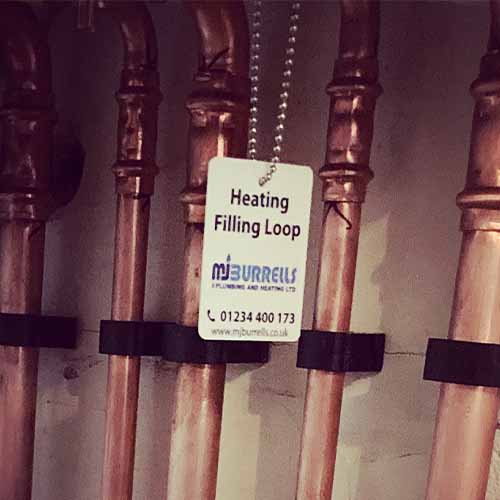 Heating
Filling Loop
MJBURRELLS
PLUMBING AND HEATING LTD
01234 400 173
www.mjburrells.co.uk